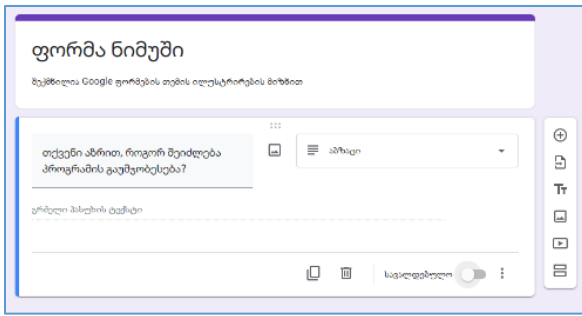 ფორმა ნიმუში
შექმნილია Google ფორმების თემის ილუსტრირების მიზნით
თქვენი აზრით, როგორ შეიძლება
პროგრამის გაუმჯობესება?
აბზაცი
გრძელი პასუხის ტექსტი
სავალდებულო
Tт